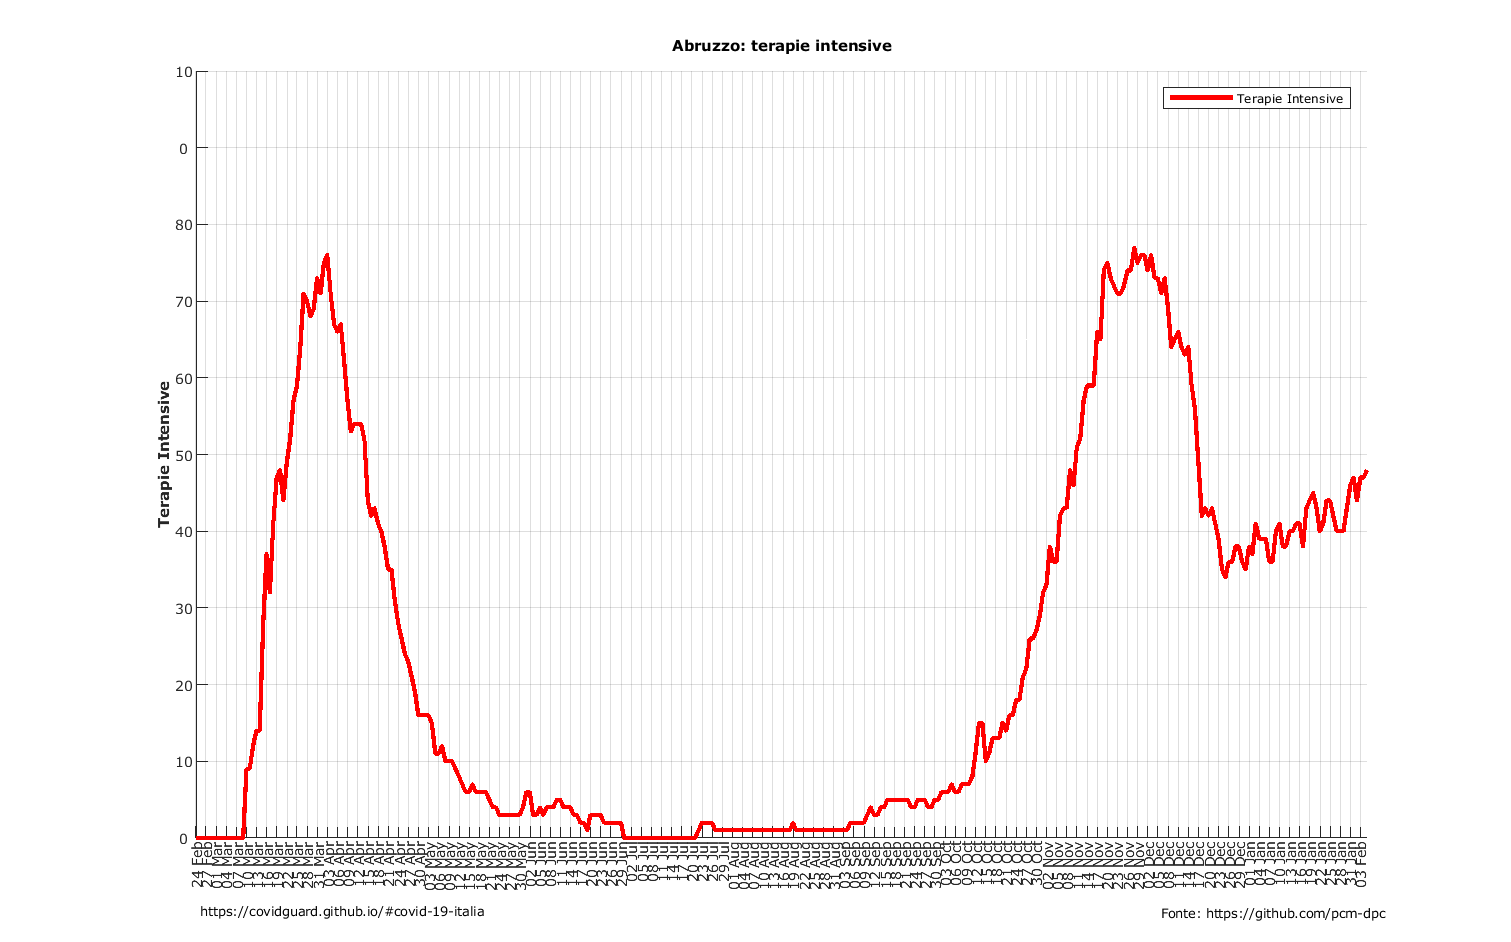 Abruzzo: terapie intensive
Terapie Intensive
10
0
80
70
60
50
40
30
20
10
0
Terapie Intensive
24 Feb
27 Feb
01 Mar
04 Mar
07 Mar
10 Mar
13 Mar
16 Mar
19 Mar
22 Mar
25 Mar
28 Mar
31 Mar
03 Apr
06 Apr
09 Apr
12 Apr
15 Apr
18 Apr
21 Apr
24 Apr
27 Apr
30 Apr
03 May
06 May
09 May
12 May
15 May
18 May
21 May
24 May
27 May
30 May
02 Jun
05 Jun
08 Jun
11 Jun
14 Jun
17 Jun
20 Jun
23 Jun
26 Jun
29 Jun
02 Jul
05 Jul
08 Jul
11 Jul
14 Jul
17 Jul
20 Jul
23 Jul
26 Jul
29 Jul
01 Aug
04 Aug
07 Aug
10 Aug
13 Aug
16 Aug
19 Aug
22 Aug
25 Aug
28 Aug
31 Aug
03 Sep
06 Sep
09 Sep
12 Sep
15 Sep
18 Sep
21 Sep
24 Sep
27 Sep
30 Sep
03 Oct
06 Oct
09 Oct
12 Oct
15 Oct
18 Oct
21 Oct
24 Oct
27 Oct
30 Oct
02 Nov
05 Nov
08 Nov
11 Nov
14 Nov
17 Nov
20 Nov
23 Nov
26 Nov
29 Nov
02 Dec
05 Dec
08 Dec
11 Dec
14 Dec
17 Dec
20 Dec
23 Dec
26 Dec
29 Dec
01 Jan
04 Jan
07 Jan
10 Jan
13 Jan
16 Jan
19 Jan
22 Jan
25 Jan
28 Jan
31 Jan
03 Feb
https://covidguard.github.io/#covid-19-italia
Fonte: https://github.com/pcm-dpc